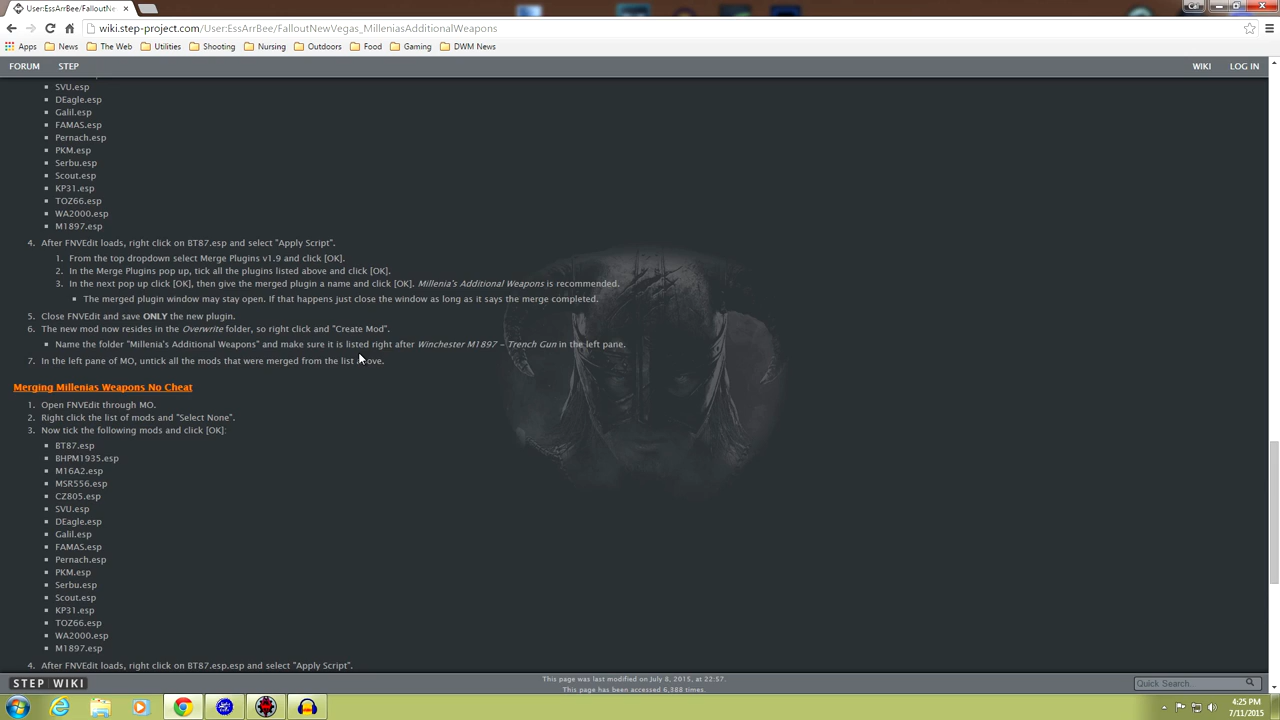 User:EssArrBee/FalloutNe
Cal
wiki.step-project.com/User:EssArrBee/FalloutNewVegas_MilleniasAdditionalWeapons
Apps News The Web Utilities Shooting Nursing Outdoors Food Gaming DWM News
FORUM STEP WIKI LOG IN
SVU.esp
DEagle.esp
Galil.esp
FAMAS.esp
Pernach.esp
PKM.esp
Serbu.esp
Scout.esp
KP31.esp
TOZ66.esp
WA2000.esp
M1897.esp
4. After FNVEdit loads, right click on BT87.esp and select "Apply Script".
1. From the top dropdown select Merge Plugins v1.9 and click [OK].
2. In the Merge Plugins pop up, tick all the plugins listed above and click [OK].
3. In the next pop up click [OK], then give the merged plugin a name and click [OK]. Millenia's Additional Weapons is recommended.
The merged plugin window may stay open. If that happens just close the window as long as it says the merge completed.
5. Close FNVEdit and save ONLY the new plugin.
6. The new mod now resides in the Overwrite folder, so right click and "Create Mod".
Name the folder "Millenia's Additional Weapons" and make sure it is listed right after Winchester M1897 - Trench Gun in the left pane.
7. In the left pane of MO, untick all the mods that were merged from the list above.
Merging Millenias Weapons No Cheat
1. Open FNVEdit through MO.
2. Right click the list of mods and "Select None".
3. Now tick the following mods and click [OK]:
BT87.esp
BHPM1935.esp
M16A2.esp
MSR556.esp
CZ805.esp
SVU.esp
DEagle.esp
Galil.esp
FAMAS.esp
Pernach.esp
PKM.esp
Serbu.esp
Scout.esp
KP31.esp
TOZ66.esp
WA2000.esp
M1897.esp
4. After FNVEdit loads, right click on BT87.esp.esp and select "Apply Script".
STEP WIKI
This page was last modified on July 8, 2015, at 22:57.
This page has been accessed 6,388 times.
Quick Search...
4:25 PM
7/11/2015